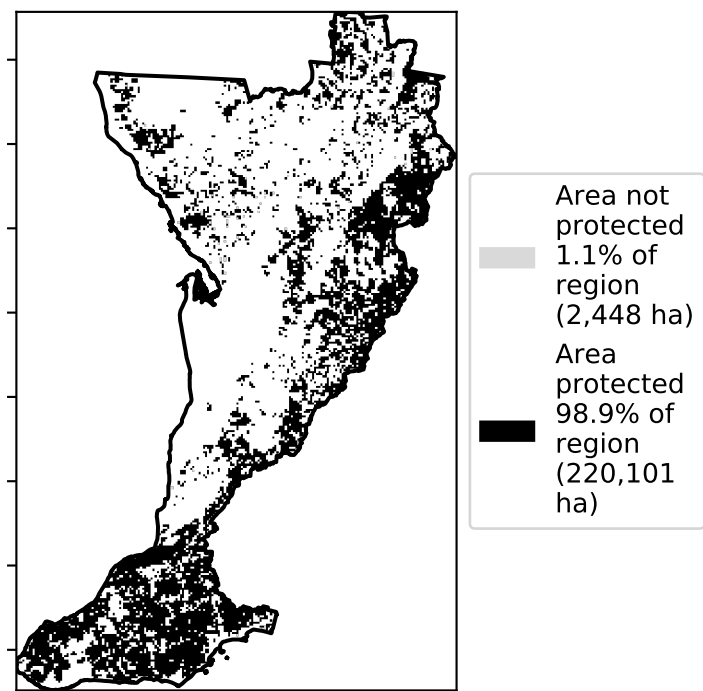 Area not
protected
1.1% of
region
(2,448 ha)
Area
protected
98.9% of
region
(220,101
ha)